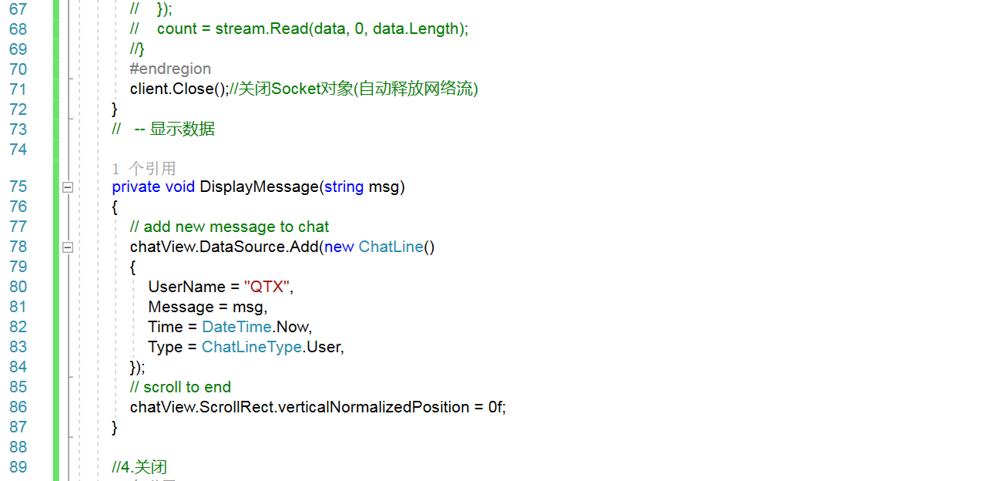 67 // });
68 // count = stream.Read(data, 0, data.Length);
69 //}
70 #endregion
71 client.Close();//关闭Socket对象(自动释放网络流)
72 }
73 // -- 显示数据
74
1 个引用
75 private void DisplayMessage(string msg)
76 {
77 // add new message to chat
78 chatView.DataSource.Add(new ChatLine()
79 {
80 UserName = "QTX",
81 Message = msg,
82 Time = DateTime.Now,
83 Type = ChatLineType.User,
84 });
85 // scroll to end
86 chatView.ScrollRect.verticalNormalizedPosition = 0f;
87 }
88
89 //4.关闭